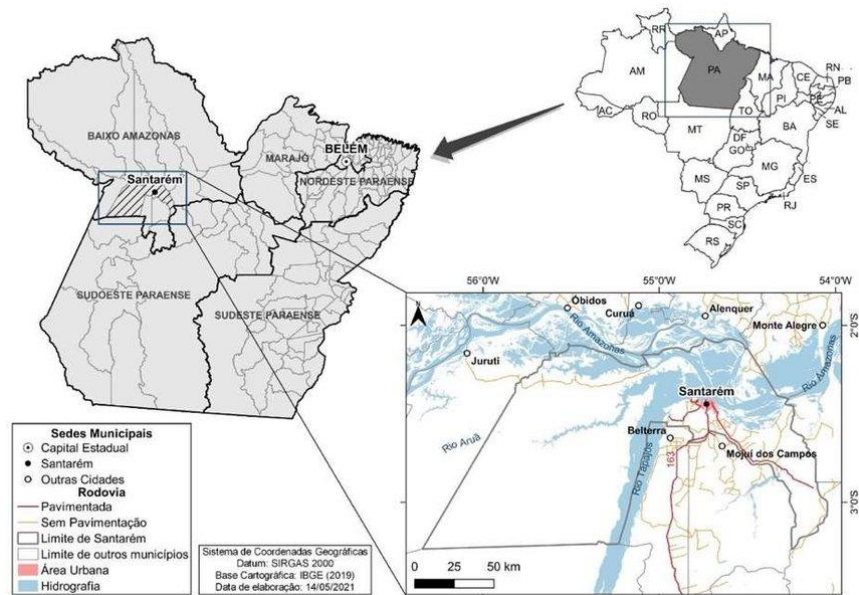 BAIXO AMAZONAS
MARAJÓ
BELÉM
Santarém
NORDESTE PARAENSE
SUDOESTE PARAENSE
SUDESTE PARAENSE
RR
AP
AM
PA
MA
CE
RN
PB
PE
AL
SE
PI
TO
AC
RO
MT
BA
DF
GO
MG
ES
MS
SP
RJ
PR
SC
RS
56°0'W
55°0'W
54°0'W
2°0'S
3°0'S
Óbidos
Curuá
Alenquer
Monte Alegre
Rio Amazonas
Rio Amazonas
Juruti
Santarém
Belterra
Mojuí dos Campos
Rio Aruã
Rio Tapajós
163
0 25 50 km
Sedes Municipais
Capital Estadual
Santarém
Outras Cidades
Rodovia
Pavimentada
Sem Pavimentação
Limite de Santarém
Limite de outros municípios
Área Urbana
Hidrografia
Sistema de Coordenadas Geográficas
Datum: SIRGAS 2000
Base Cartográfica: IBGE (2019)
Data de elaboração: 14/05/2021